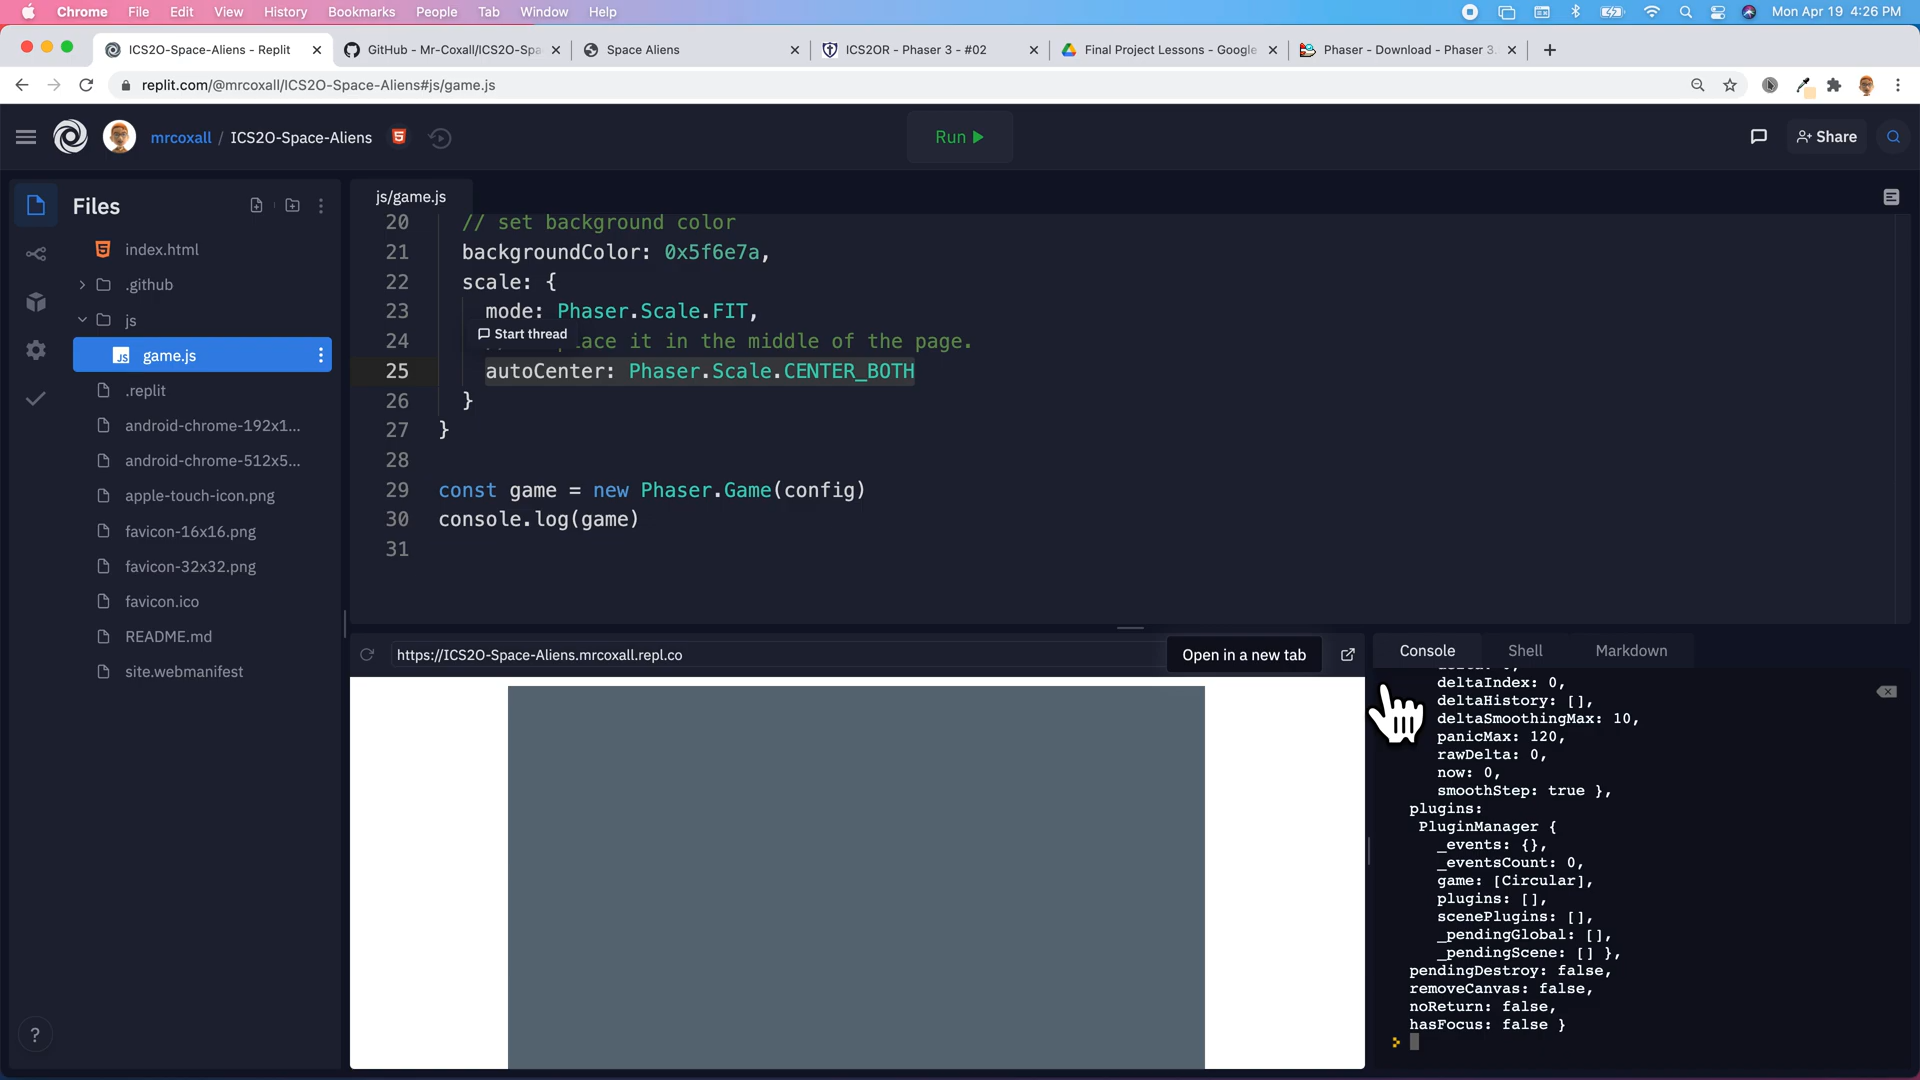 Chrome File Edit View History Bookmarks People Tab Window Help Mon Apr 19 4:26 PM
ICS2O-Space-Aliens - Replit
GitHub - Mr-Coxall/ICS2O-Spa
Space Aliens
ICS2OR - Phaser 3 - #02
Final Project Lessons - Google
Phaser - Download - Phaser 3.
replit.com/@mrcoxall/ICS2O-Space-Aliens#js/game.js
mrcoxall / ICS2O-Space-Aliens
Run
Share
Files
index.html
.github
js
game.js
.replit
android-chrome-192x1...
android-chrome-512x5...
apple-touch-icon.png
favicon-16x16.png
favicon-32x32.png
favicon.ico
README.md
site.webmanifest
?
js/game.js
20 // set background color
21 backgroundColor: 0x5f6e7a,
22 scale: {
23 mode: Phaser.Scale.FIT,
Start thread
24 place it in the middle of the page.
25 autoCenter: Phaser.Scale.CENTER_BOTH
26 }
27 }
28
29 const game = new Phaser.Game(config)
30 console.log(game)
31
https://ICS2O-Space-Aliens.mrcoxall.repl.co
Open in a new tab
Console Shell Markdown
deltaIndex: 0,
deltaHistory: [],
deltaSmoothingMax: 10,
panicMax: 120,
rawDelta: 0,
now: 0,
smoothStep: true },
plugins:
PluginManager {
_events: {},
_eventsCount: 0,
game: [Circular],
plugins: [],
scenePlugins: [],
_pendingGlobal: [],
_pendingScene: [] },
pendingDestroy: false,
removeCanvas: false,
noReturn: false,
hasFocus: false }
>